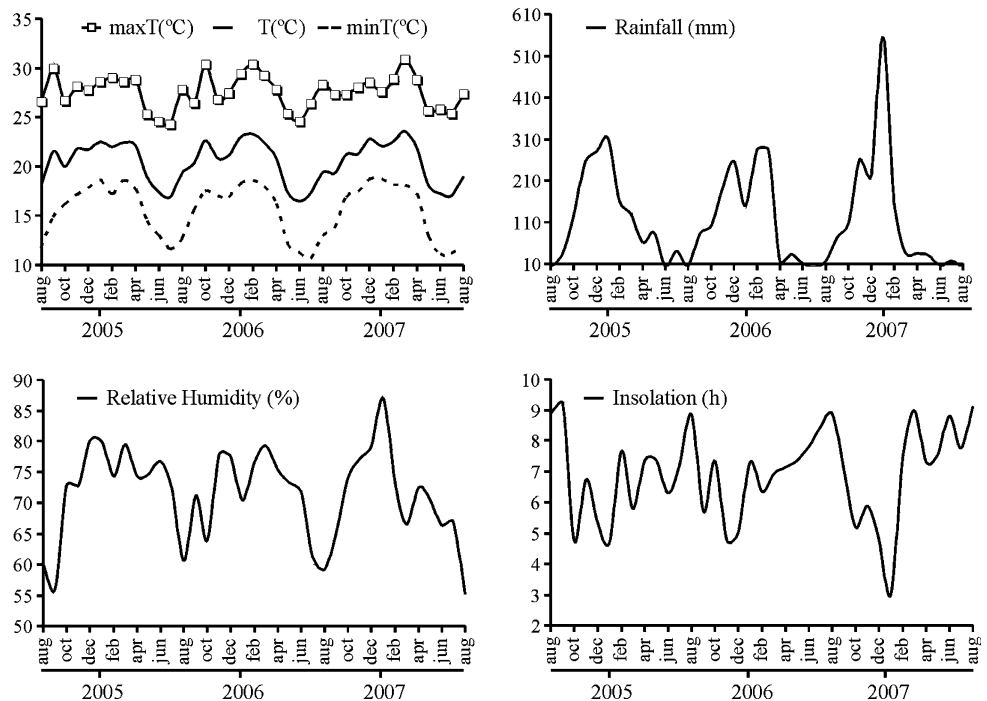 35
30
25
20
15
10
maxT(ºC) T(ºC) minT(ºC)
aug oct dec feb apr jun aug oct dec feb apr jun aug oct dec feb apr jun aug
2005 2006 2007
610
510
410
310
210
110
10
Rainfall (mm)
aug oct dec feb apr jun aug oct dec feb apr jun aug oct dec feb apr jun aug
2005 2006 2007
90
85
80
75
70
65
60
55
50
Relative Humidity (%)
aug oct dec feb apr jun aug oct dec feb apr jun aug oct dec feb apr jun aug
2005 2006 2007
10
9
8
7
6
5
4
3
2
Insolation (h)
aug oct dec feb apr jun aug oct dec feb apr jun aug oct dec feb apr jun aug
2005 2006 2007